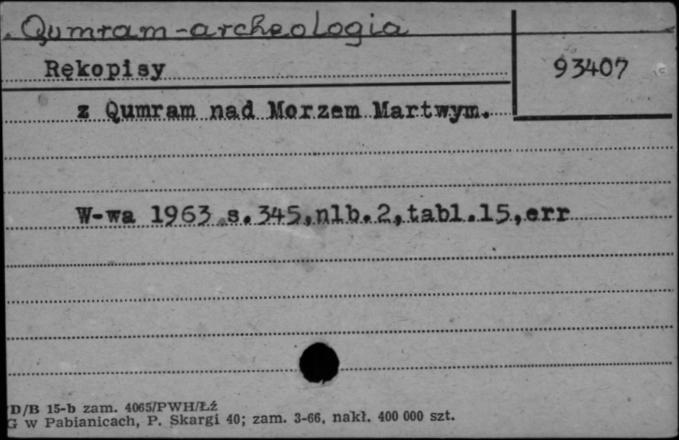 Qumram-archeologia
Rękopisy
93407
z Qumram nad Morzem Martwym.
W-wa 1963 s.345,nlb.2,tabl.15,err
D/B 15-b zam. 4065/PWH/Łź
G w Pabianicach, P. Skargi 40; zam. 3-66, nakł. 400 000 szt.